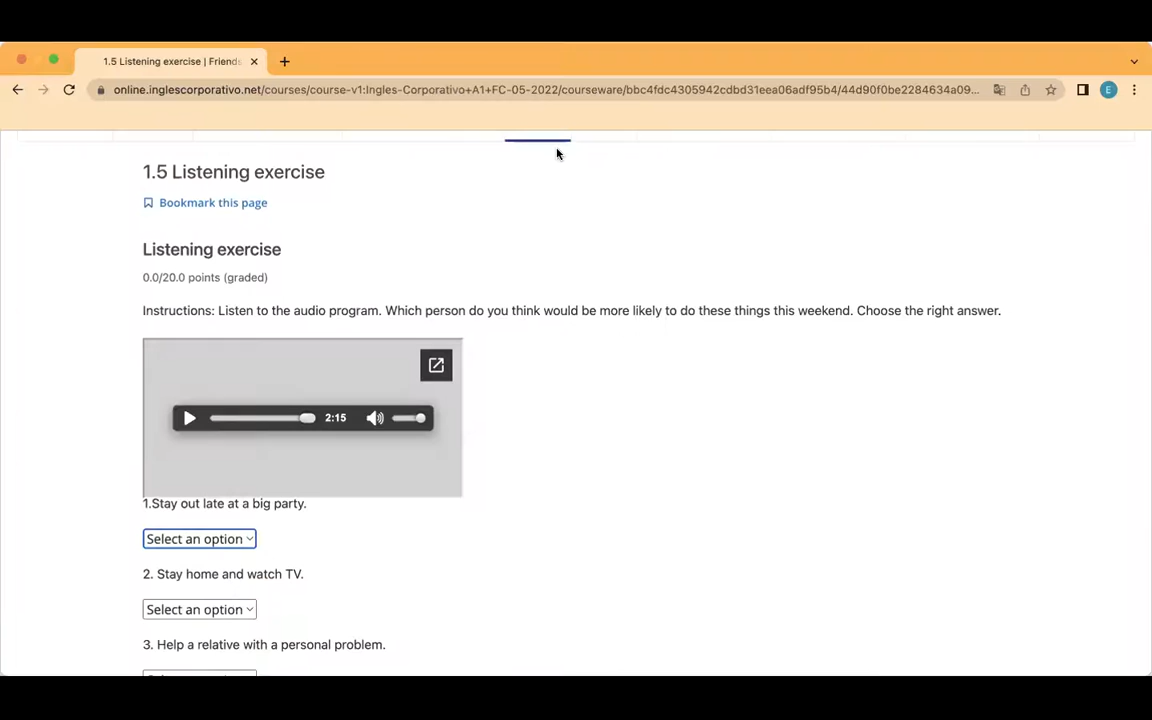 1.5 Listening exercise | Friends
online.inglescorporativo.net/courses/course-v1:Ingles-Corporativo+A1+FC-05-2022/courseware/bbc4fdc4305942cdbd31eea06adf95b4/44d90f0be2284634a09...
E
1.5 Listening exercise
Bookmark this page
Listening exercise
0.0/20.0 points (graded)
Instructions: Listen to the audio program. Which person do you think would be more likely to do these things this weekend. Choose the right answer.
2:15
1.Stay out late at a big party.
Select an option
2. Stay home and watch TV.
Select an option
3. Help a relative with a personal problem.